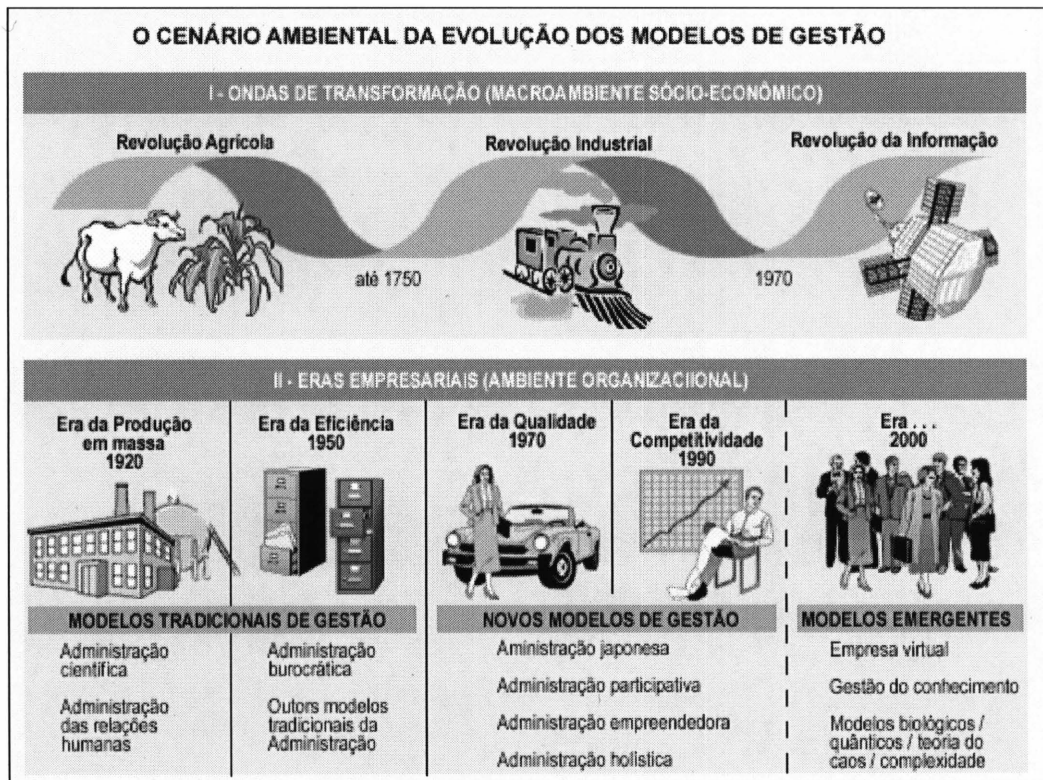 O CENÁRIO AMBIENTAL DA EVOLUÇÃO DOS MODELOS DE GESTÃO
I - ONDAS DE TRANSFORMAÇÃO (MACROAMBIENTE SÓCIO-ECONÔMICO)
Revolução Agrícola
Revolução Industrial
Revolução da Informação
até 1750
1970
II - ERAS EMPRESARIAIS (AMBIENTE ORGANIZACIIONAL)
Era da Produção
em massa
1920
Era da Eficiência
1950
Era da Qualidade
1970
Era da
Competitividade
1990
Era . . .
2000
MODELOS TRADICIONAIS DE GESTÃO
Administração
científica
Administração
das relações
humanas
Administração
burocrática
Outors modelos
tradicionais da
Administração
NOVOS MODELOS DE GESTÃO
Aministração japonesa
Administração participativa
Administração empreendedora
Administração holística
MODELOS EMERGENTES
Empresa virtual
Gestão do conhecimento
Modelos biológicos /
quânticos / teoria do
caos / complexidade